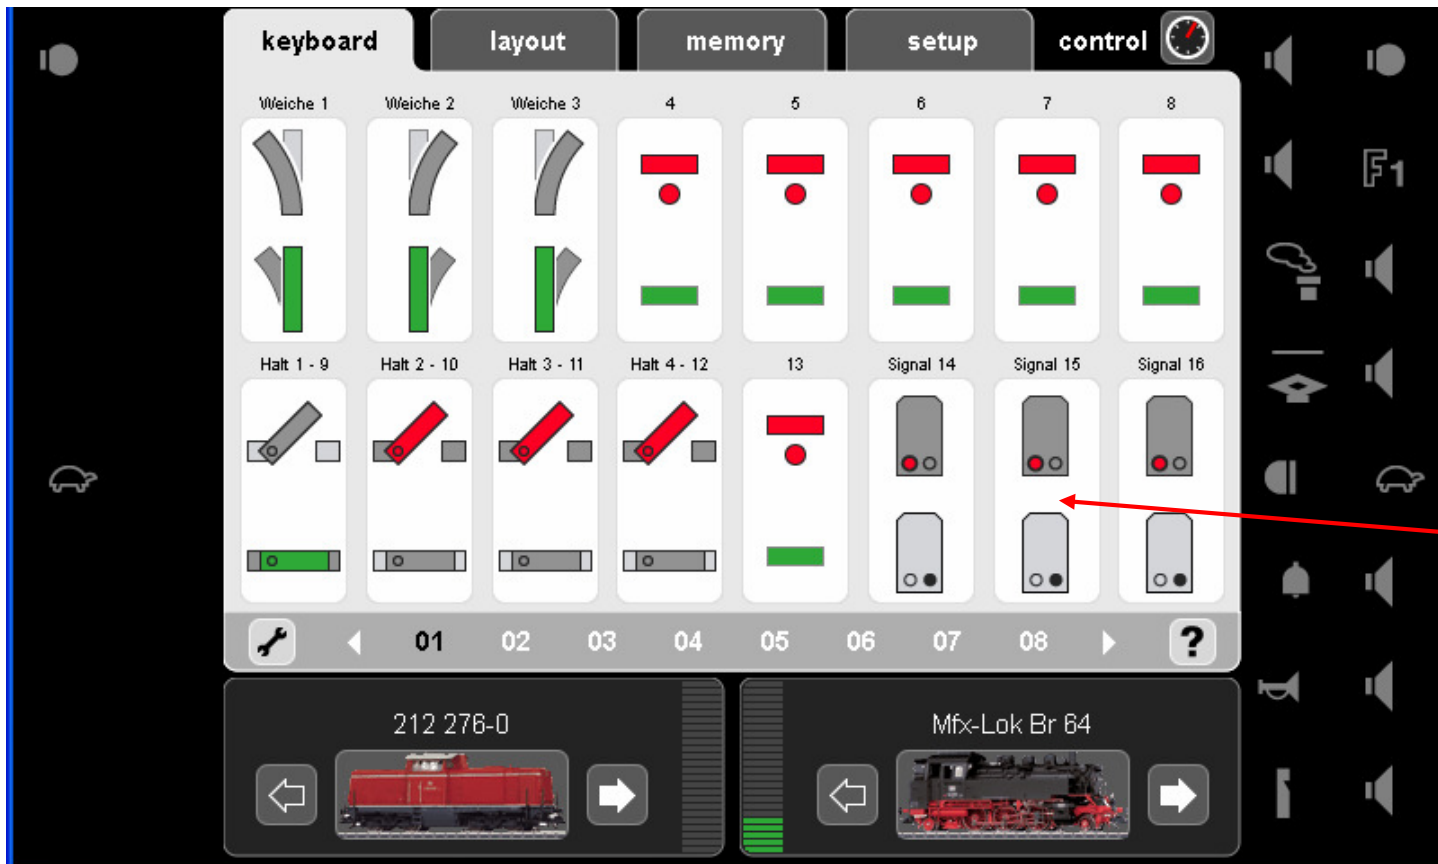 keyboard layout memory setup control
Weiche 1 Weiche 2 Weiche 3 4 5 6 7 8
F1
Halt 1 - 9 Halt 2 - 10 Halt 3 - 11 Halt 4 - 12 13 Signal 14 Signal 15 Signal 16
01 02 03 04 05 06 07 08 ?
212 276-0 Mfx-Lok Br 64